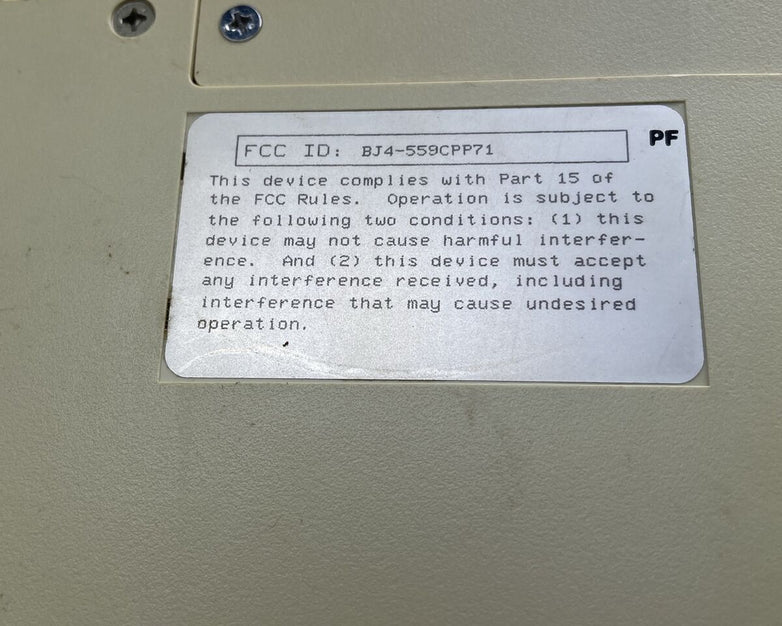 PF
FCC ID: BJ4-559CPP71
This device complies with Part 15 of
the FCC Rules. Operation is subject to
the following two conditions: (1) this
device may not cause harmful interfer-
ence. And (2) this device must accept
any interference received, including
interference that may cause undesired
operation.